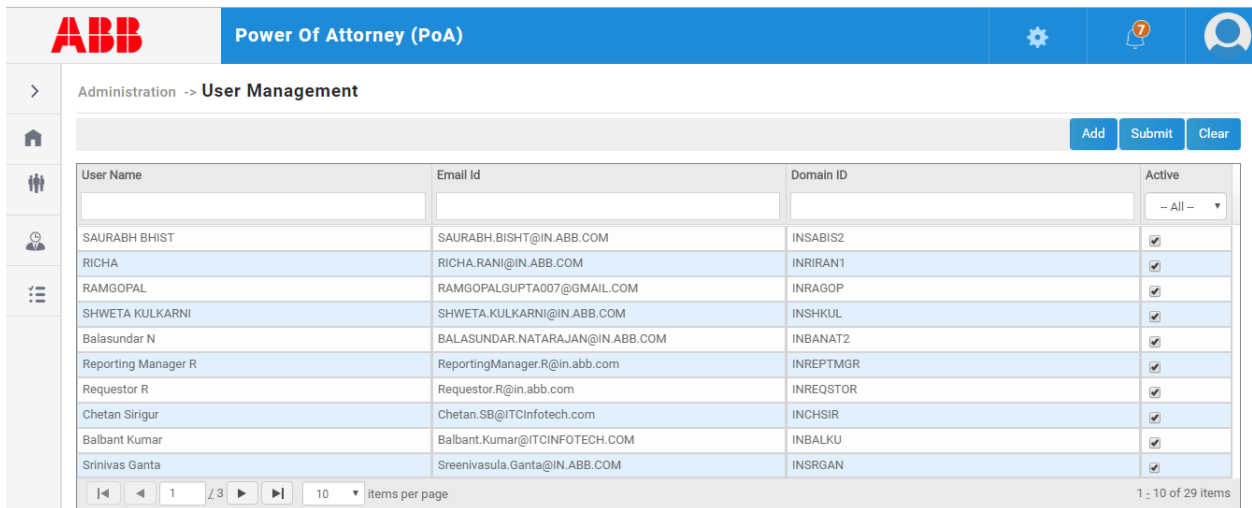 ABB Power Of Attorney (PoA) 7
Administration -> User Management
Add Submit Clear
User Name Email Id Domain ID Active
-- All --
SAURABH BHIST SAURABH.BISHT@IN.ABB.COM INSABIS2
RICHA RICHA.RANI@IN.ABB.COM INRIRAN1
RAMGOPAL RAMGOPALGUPTA007@GMAIL.COM INRAGOP
SHWETA KULKARNI SHWETA.KULKARNI@IN.ABB.COM INSHKUL
Balasundar N BALASUNDAR.NATARAJAN@IN.ABB.COM INBANAT2
Reporting Manager R ReportingManager.R@in.abb.com INREPTMGR
Requestor R Requestor.R@in.abb.com INREQSTOR
Chetan Sirigur Chetan.SB@ITCInfotech.com INCHSIR
Balbant Kumar Balbant.Kumar@ITCINFOTECH.COM INBALKU
Srinivas Ganta Sreenivasula.Ganta@IN.ABB.COM INSRGAN
1 / 3 10 items per page 1 - 10 of 29 items